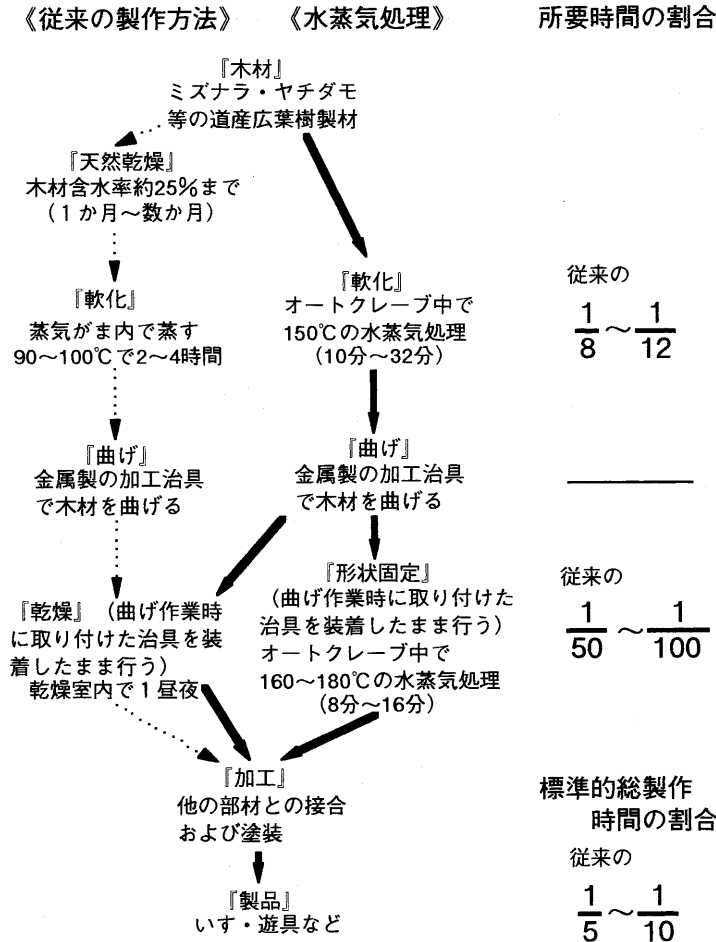 《従来の製作方法》
《水蒸気処理》
所要時間の割合
『木材』
ミズナラ・ヤチダモ
等の道産広葉樹製材
『天然乾燥』
木材含水率約25%まで
(1か月〜数か月)
『軟化』
蒸気がま内で蒸す
90〜100℃で2〜4時間
『軟化』
オートクレーブ中で
150℃の水蒸気処理
(10分〜32分)
従来の
1/8〜1/12
『曲げ』
金属製の加工治具
で木材を曲げる
『曲げ』
金属製の加工治具
で木材を曲げる
『乾燥』(曲げ作業時
に取り付けた治具を装
着したまま行う)
乾燥室内で1昼夜
『形状固定』
(曲げ作業時に取り付けた
治具を装着したまま行う)
オートクレーブ中で
160〜180℃の水蒸気処理
(8分〜16分)
従来の
1/50〜1/100
『加工』
他の部材との接合
および塗装
『製品』
いす・遊具など
標準的総製作
時間の割合
従来の
1/5〜1/10